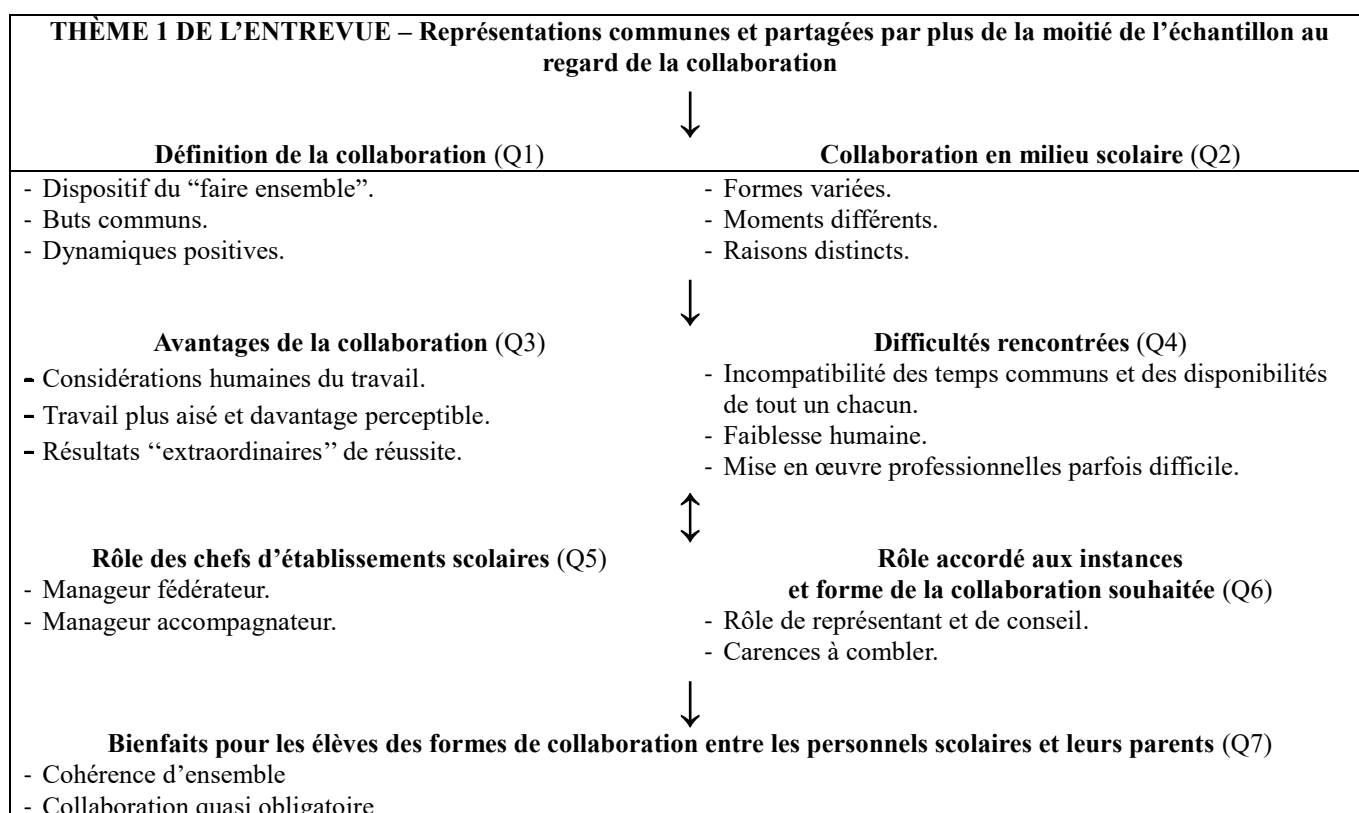 THÈME 1 DE L’ENTREVUE – Représentations communes et partagées par plus de la moitié de l’échantillon au
regard de la collaboration
Définition de la collaboration (Q1)
- Dispositif du “faire ensemble”.
- Buts communs.
- Dynamiques positives.
Collaboration en milieu scolaire (Q2)
- Formes variées.
- Moments différents.
- Raisons distincts.
Avantages de la collaboration (Q3)
- Considérations humaines du travail.
- Travail plus aisé et davantage perceptible.
- Résultats ‘‘extraordinaires’’ de réussite.
Difficultés rencontrées (Q4)
- Incompatibilité des temps communs et des disponibilités
de tout un chacun.
- Faiblesse humaine.
- Mise en œuvre professionnelles parfois difficile.
Rôle des chefs d’établissements scolaires (Q5)
- Manageur fédérateur.
- Manageur accompagnateur.
Rôle accordé aux instances
et forme de la collaboration souhaitée (Q6)
- Rôle de représentant et de conseil.
- Carences à combler.
Bienfaits pour les élèves des formes de collaboration entre les personnels scolaires et leurs parents (Q7)
- Cohérence d’ensemble
- Collaboration quasi obligatoire